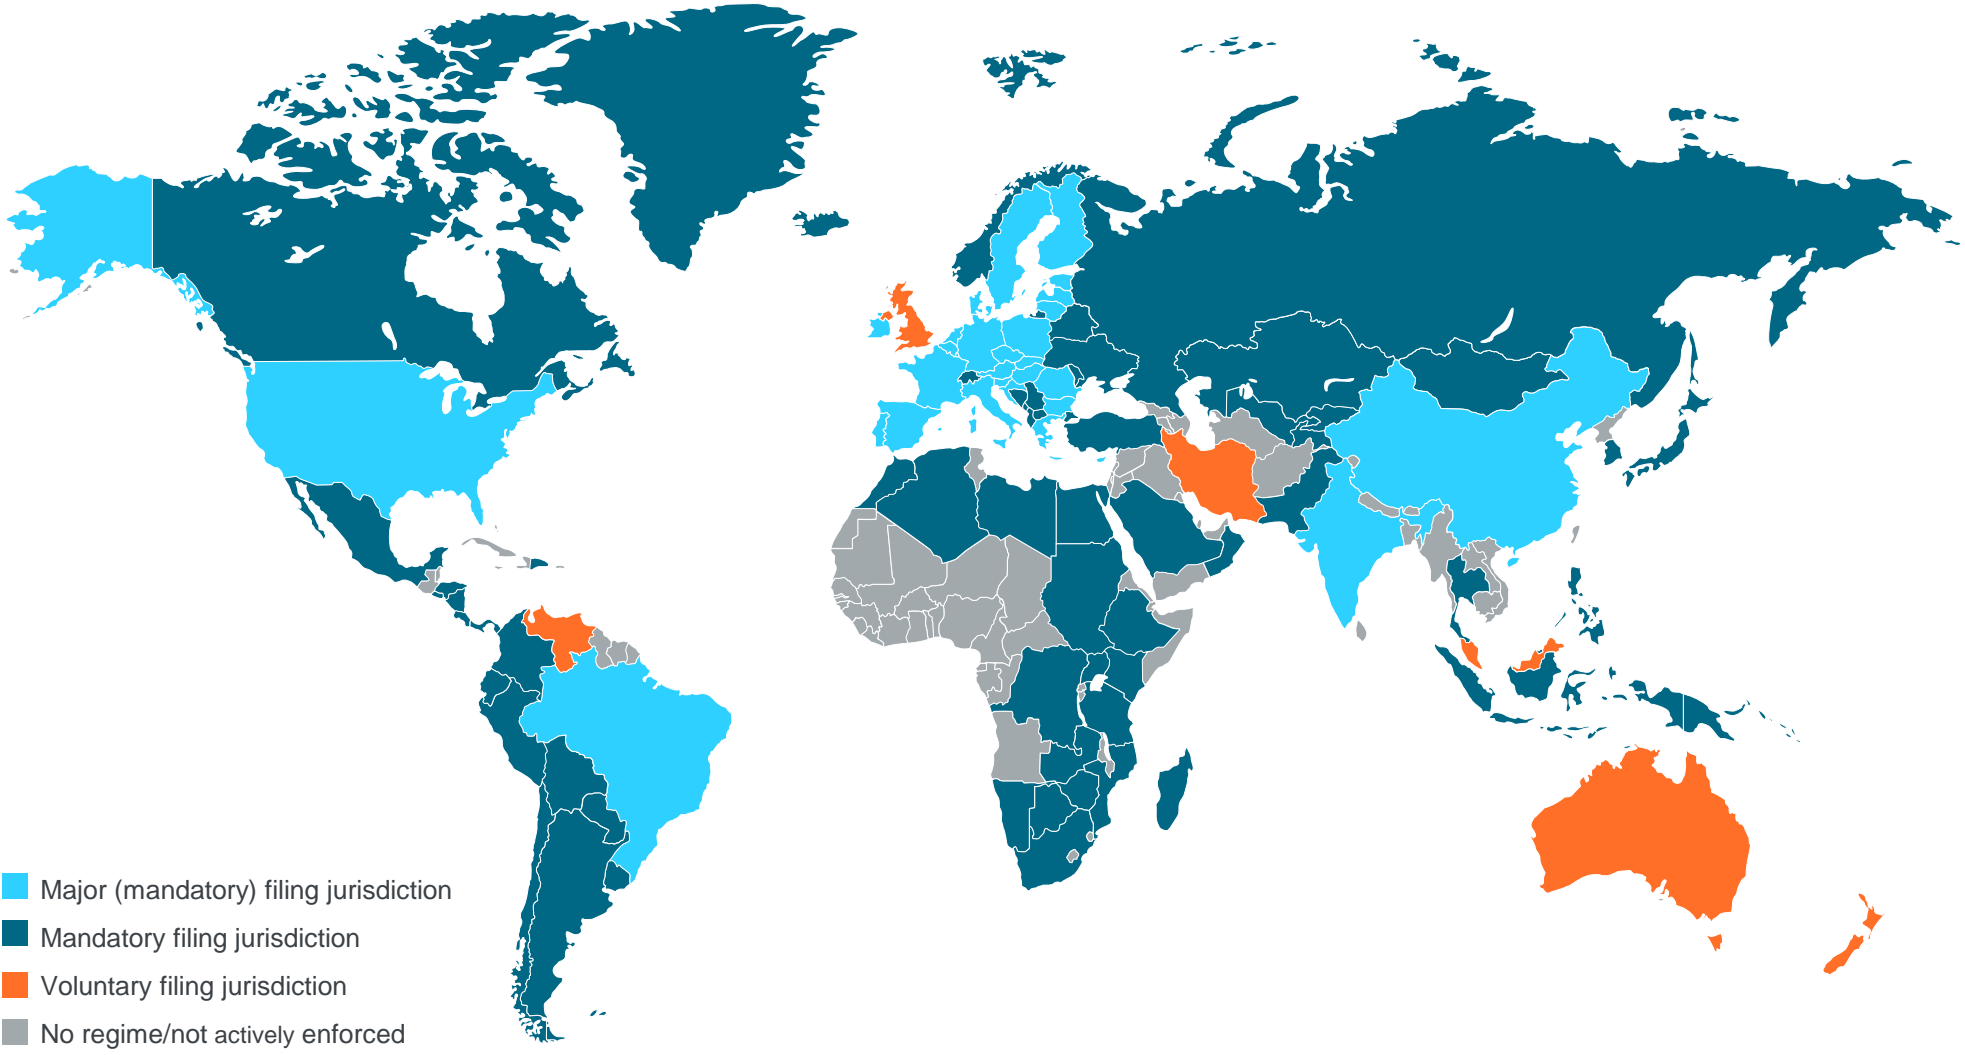 Major (mandatory) filing jurisdiction
Mandatory filing jurisdiction
Voluntary filing jurisdiction
No regime/not actively enforced